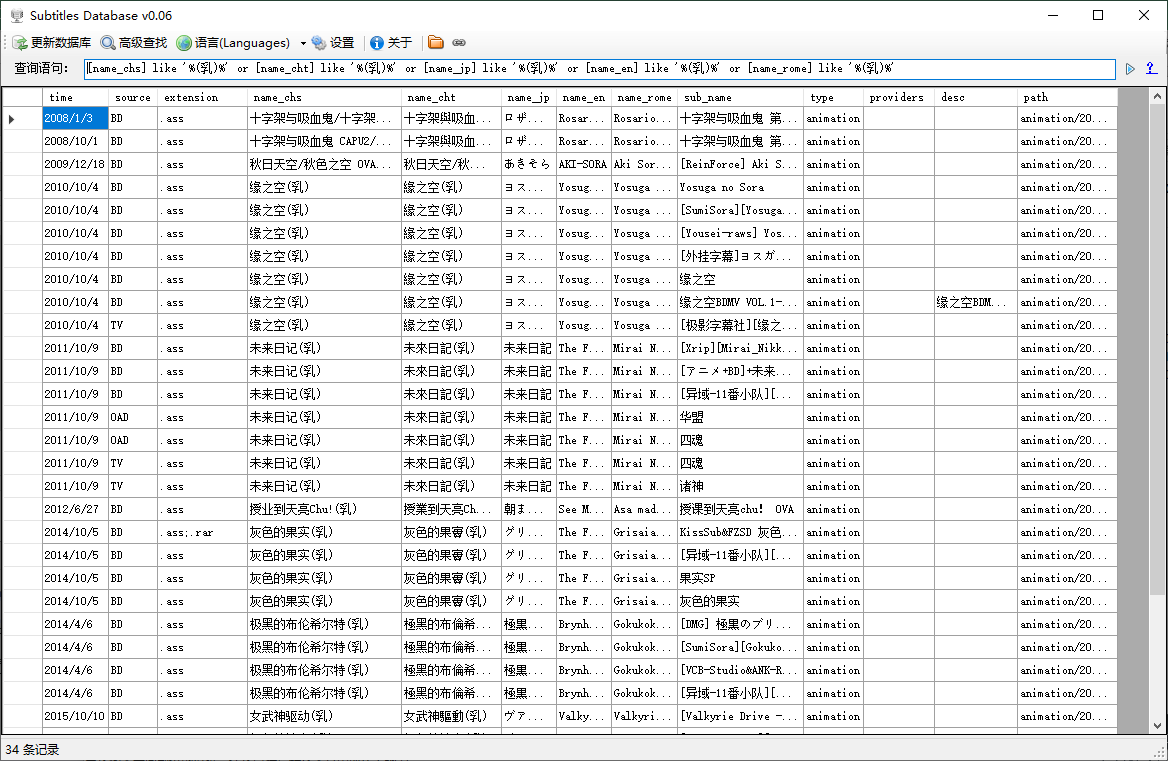 Subtitles Database v0.06
更新数据库 高级查找 语言(Languages) 设置 关于
查询语句: [name_chs] like '%(乳)%' or [name_cht] like '%(乳)%' or [name_jp] like '%(乳)%' or [name_en] like '%(乳)%' or [name_rome] like '%(乳)%' ?
time source extension name_chs name_cht name_jp name_en name_rome sub_name type providers desc path
2008/1/3 BD .ass 十字架与吸血鬼/十字架... 十字架與吸血... ロザ... Rosar... Rosario... 十字架与吸血鬼 第... animation animation/20...
2008/10/1 BD .ass 十字架与吸血鬼 CAPU2/... 十字架與吸血... ロザ... Rosar... Rosario... 十字架与吸血鬼 第... animation animation/20...
2009/12/18 BD .ass 秋日天空/秋色之空 OVA... 秋日天空/秋... あきそら AKI-SORA Aki Sor... [ReinForce] Aki S... animation animation/20...
2010/10/4 BD .ass 缘之空(乳) 緣之空(乳) ヨス... Yosug... Yosuga ... Yosuga no Sora animation animation/20...
2010/10/4 BD .ass 缘之空(乳) 緣之空(乳) ヨス... Yosug... Yosuga ... [SumiSora][Yosuga... animation animation/20...
2010/10/4 BD .ass 缘之空(乳) 緣之空(乳) ヨス... Yosug... Yosuga ... [Yousei-raws] Yos... animation animation/20...
2010/10/4 BD .ass 缘之空(乳) 緣之空(乳) ヨス... Yosug... Yosuga ... [外挂字幕]ヨスガ... animation animation/20...
2010/10/4 BD .ass 缘之空(乳) 緣之空(乳) ヨス... Yosug... Yosuga ... 缘之空 animation animation/20...
2010/10/4 BD .ass 缘之空(乳) 緣之空(乳) ヨス... Yosug... Yosuga ... 缘之空BDMV VOL.1-... animation 缘之空BDM... animation/20...
2010/10/4 TV .ass 缘之空(乳) 緣之空(乳) ヨス... Yosug... Yosuga ... [极影字幕社][缘之... animation animation/20...
2011/10/9 BD .ass 未来日记(乳) 未來日記(乳) 未来日記 The F... Mirai N... [Xrip][Mirai_Nikk... animation animation/20...
2011/10/9 BD .ass 未来日记(乳) 未來日記(乳) 未来日記 The F... Mirai N... [アニメ+BD]+未来... animation animation/20...
2011/10/9 BD .ass 未来日记(乳) 未來日記(乳) 未来日記 The F... Mirai N... [异域-11番小队][... animation animation/20...
2011/10/9 OAD .ass 未来日记(乳) 未來日記(乳) 未来日記 The F... Mirai N... 华盟 animation animation/20...
2011/10/9 OAD .ass 未来日记(乳) 未來日記(乳) 未来日記 The F... Mirai N... 四魂 animation animation/20...
2011/10/9 TV .ass 未来日记(乳) 未來日記(乳) 未来日記 The F... Mirai N... 四魂 animation animation/20...
2011/10/9 TV .ass 未来日记(乳) 未來日記(乳) 未来日記 The F... Mirai N... 诸神 animation animation/20...
2012/6/27 BD .ass 授业到天亮Chu!(乳) 授業到天亮Ch... 朝ま... See M... Asa mad... 授课到天亮chu! OVA animation animation/20...
2014/10/5 BD .ass;.rar 灰色的果实(乳) 灰色的果實(乳) グリ... The F... Grisaia... KissSub&FZSD 灰色... animation animation/20...
2014/10/5 BD .ass 灰色的果实(乳) 灰色的果實(乳) グリ... The F... Grisaia... [异域-11番小队][... animation animation/20...
2014/10/5 BD .ass 灰色的果实(乳) 灰色的果實(乳) グリ... The F... Grisaia... 果实SP animation animation/20...
2014/10/5 BD .ass 灰色的果实(乳) 灰色的果實(乳) グリ... The F... Grisaia... 灰色的果实 animation animation/20...
2014/4/6 BD .ass 极黑的布伦希尔特(乳) 極黑的布倫希... 極黒... Brynh... Gokukok... [DMG] 極黒のブリ... animation animation/20...
2014/4/6 BD .ass 极黑的布伦希尔特(乳) 極黑的布倫希... 極黒... Brynh... Gokukok... [SumiSora][Gokuko... animation animation/20...
2014/4/6 BD .ass 极黑的布伦希尔特(乳) 極黑的布倫希... 極黒... Brynh... Gokukok... [VCB-Studio&ANK-R... animation animation/20...
2014/4/6 BD .ass 极黑的布伦希尔特(乳) 極黑的布倫希... 極黒... Brynh... Gokukok... [异域-11番小队][... animation animation/20...
2015/10/10 BD .ass 女武神驱动(乳) 女武神驅動(乳) ヴァ... Valky... Valkyri... [Valkyrie Drive -... animation animation/20...
34 条记录